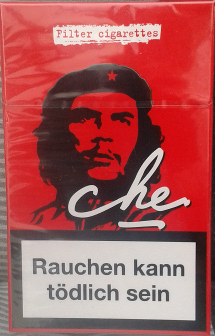 Filter cigarettes
che
Rauchen kann
tödlich sein